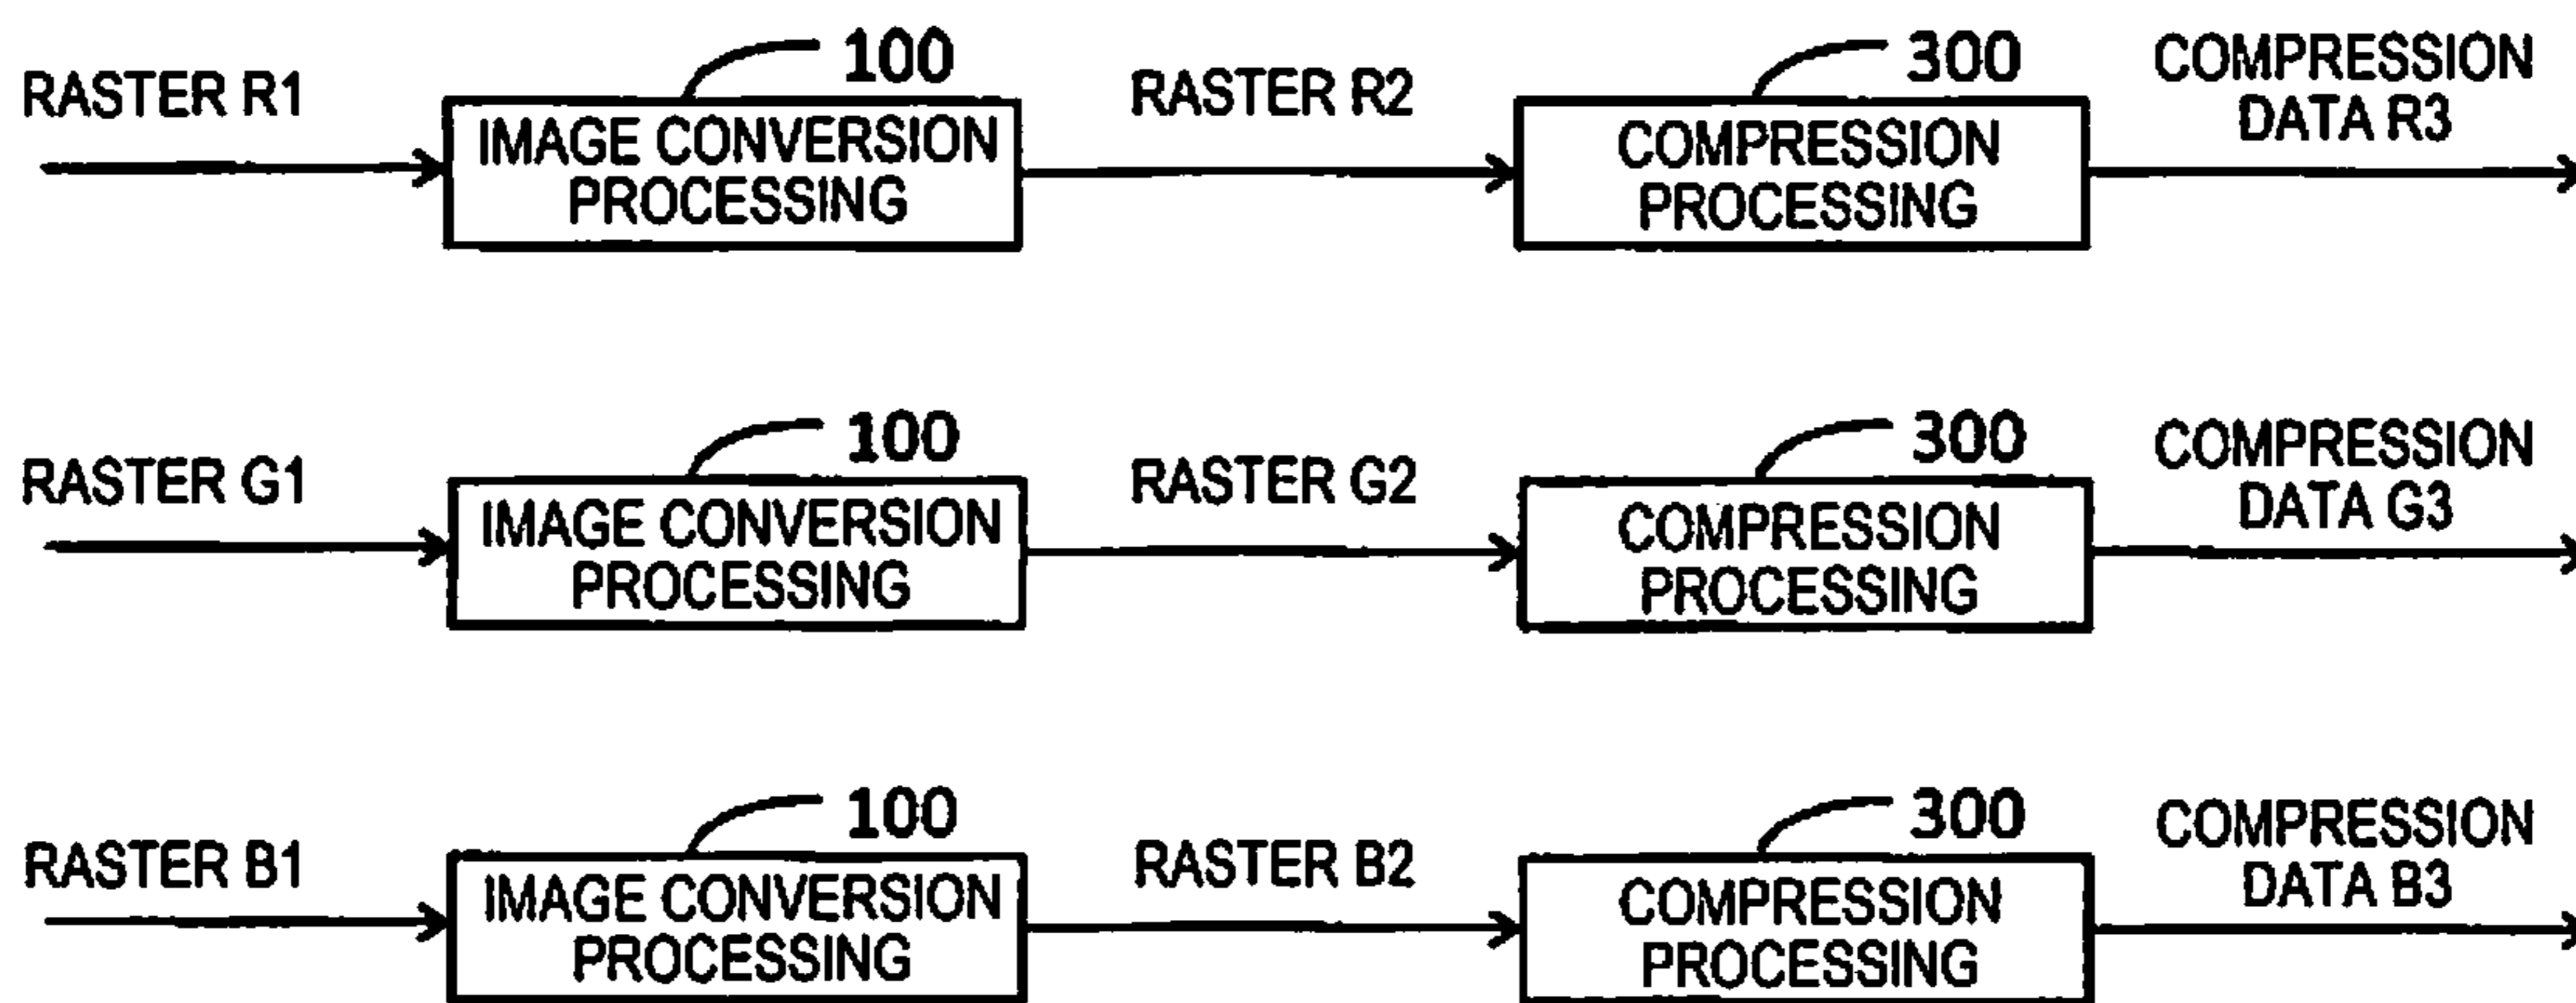 100
300
COMPRESSION
DATA R3
RASTER R1
RASTER R2
IMAGE CONVERSION
PROCESSING
COMPRESSION
PROCESSING
100
300
COMPRESSION
DATA G3
RASTER G1
RASTER G2
IMAGE CONVERSION
PROCESSING
COMPRESSION
PROCESSING
100
300
COMPRESSION
DATA B3
RASTER B1
RASTER B2
IMAGE CONVERSION
PROCESSING
COMPRESSION
PROCESSING